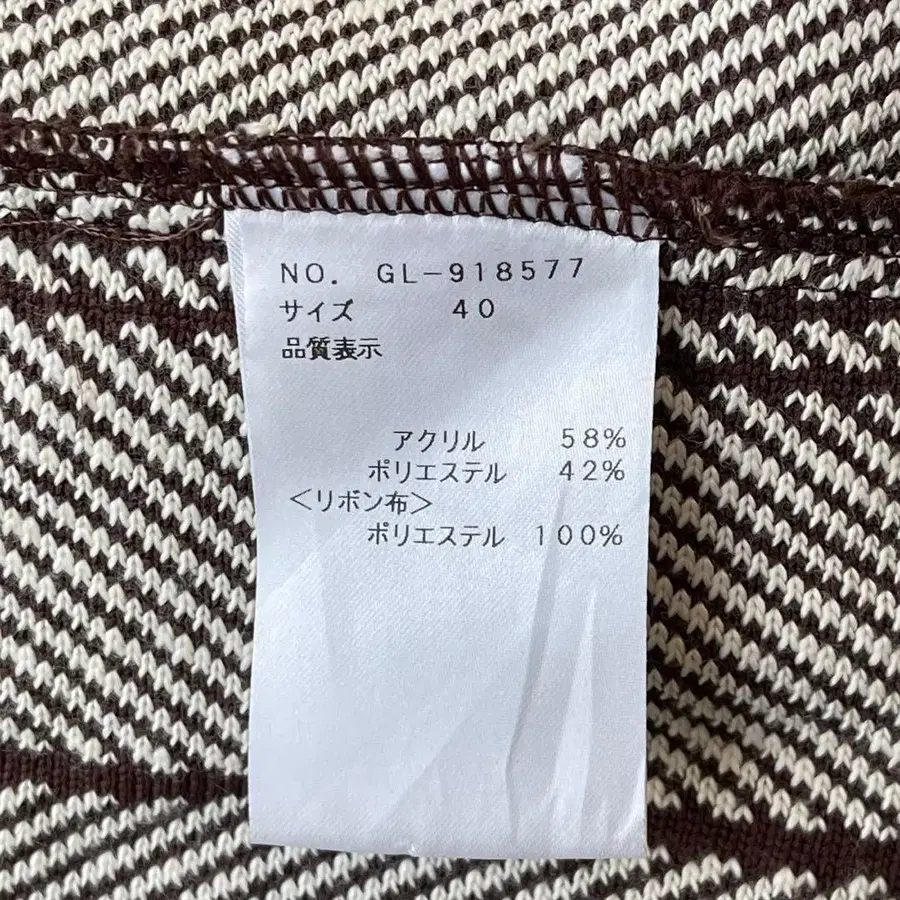 NO. GL-918577
サイズ 40
品質表示
アクリル 58%
ポリエステル 42%
<リボン布>
ポリエステル 100%